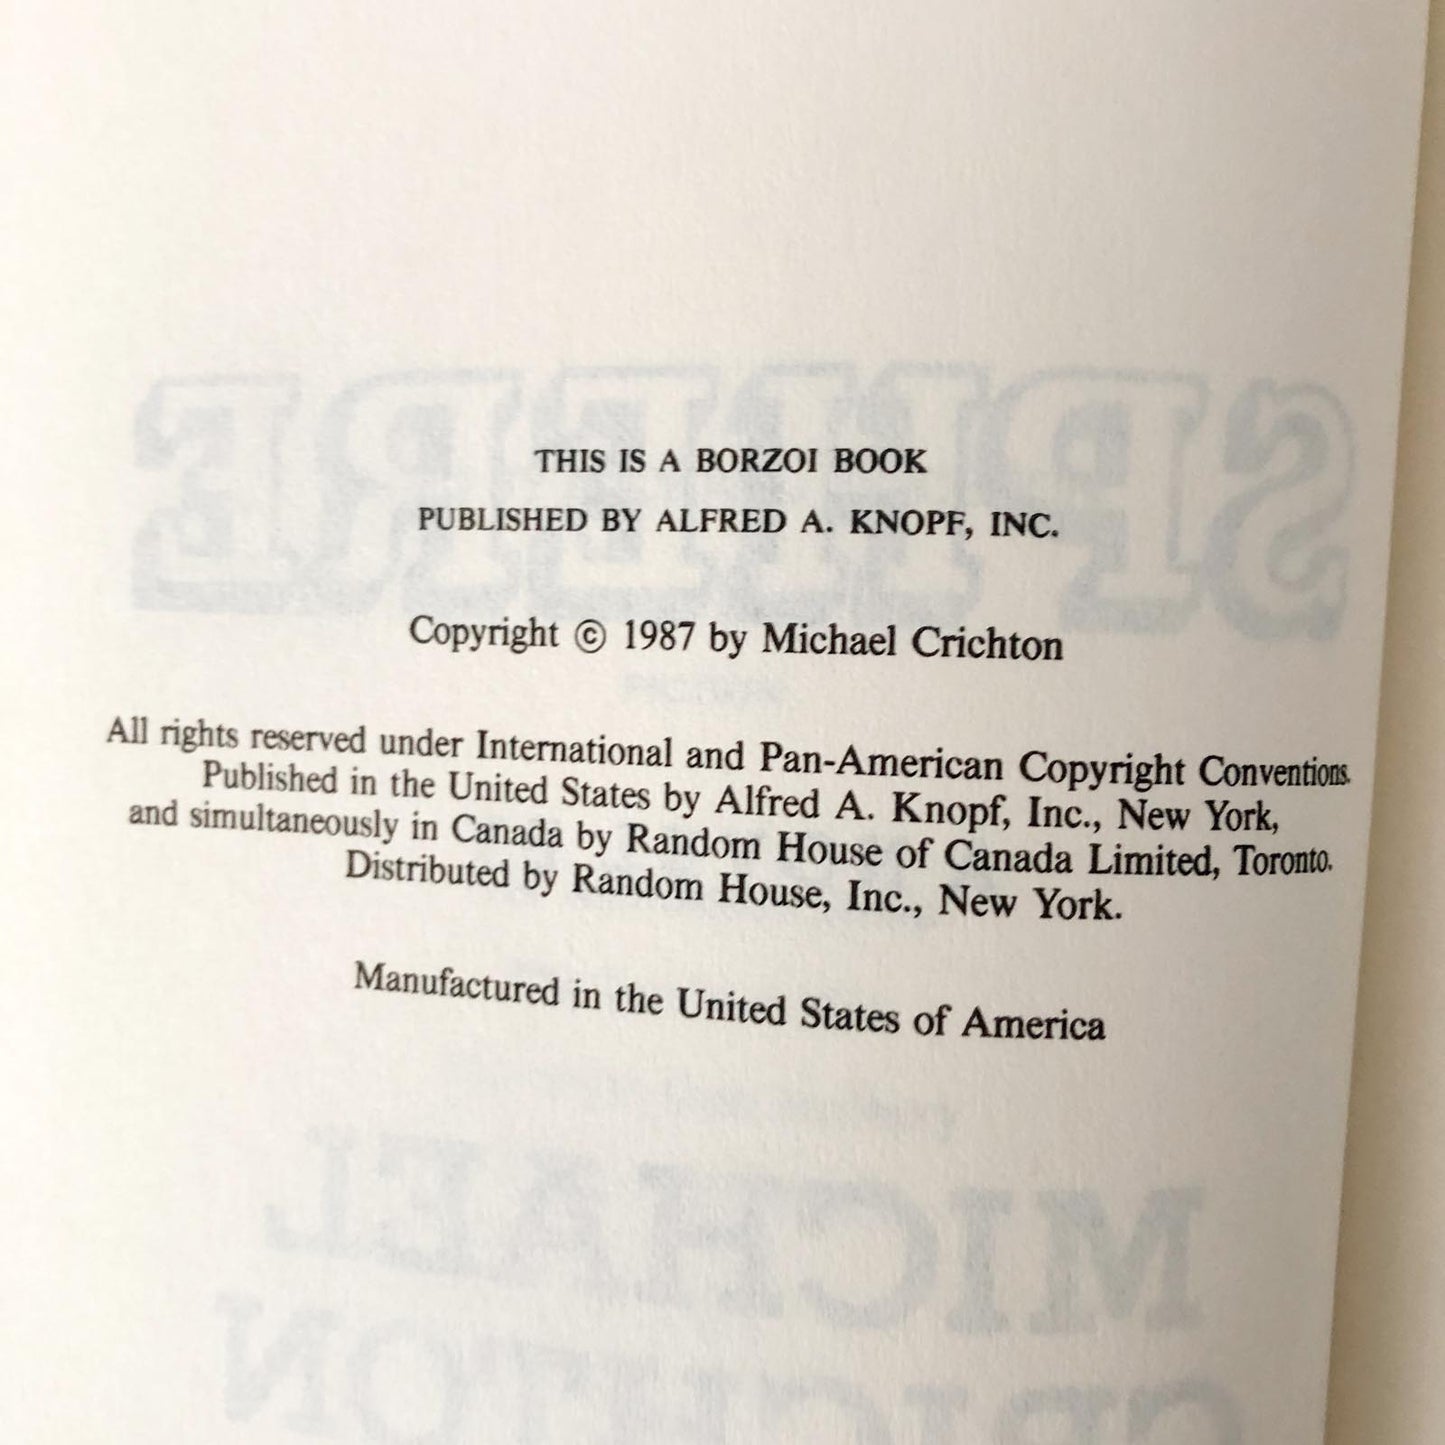 THIS IS A BORZOI BOOK
PUBLISHED BY ALFRED A. KNOPF, INC.
Copyright © 1987 by Michael Crichton
All rights reserved under International and Pan-American Copyright Conventions.
Published in the United States by Alfred A. Knopf, Inc., New York,
and simultaneously in Canada by Random House of Canada Limited, Toronto.
Distributed by Random House, Inc., New York.
Manufactured in the United States of America
SPHERE
MICHAEL
CRICHTON